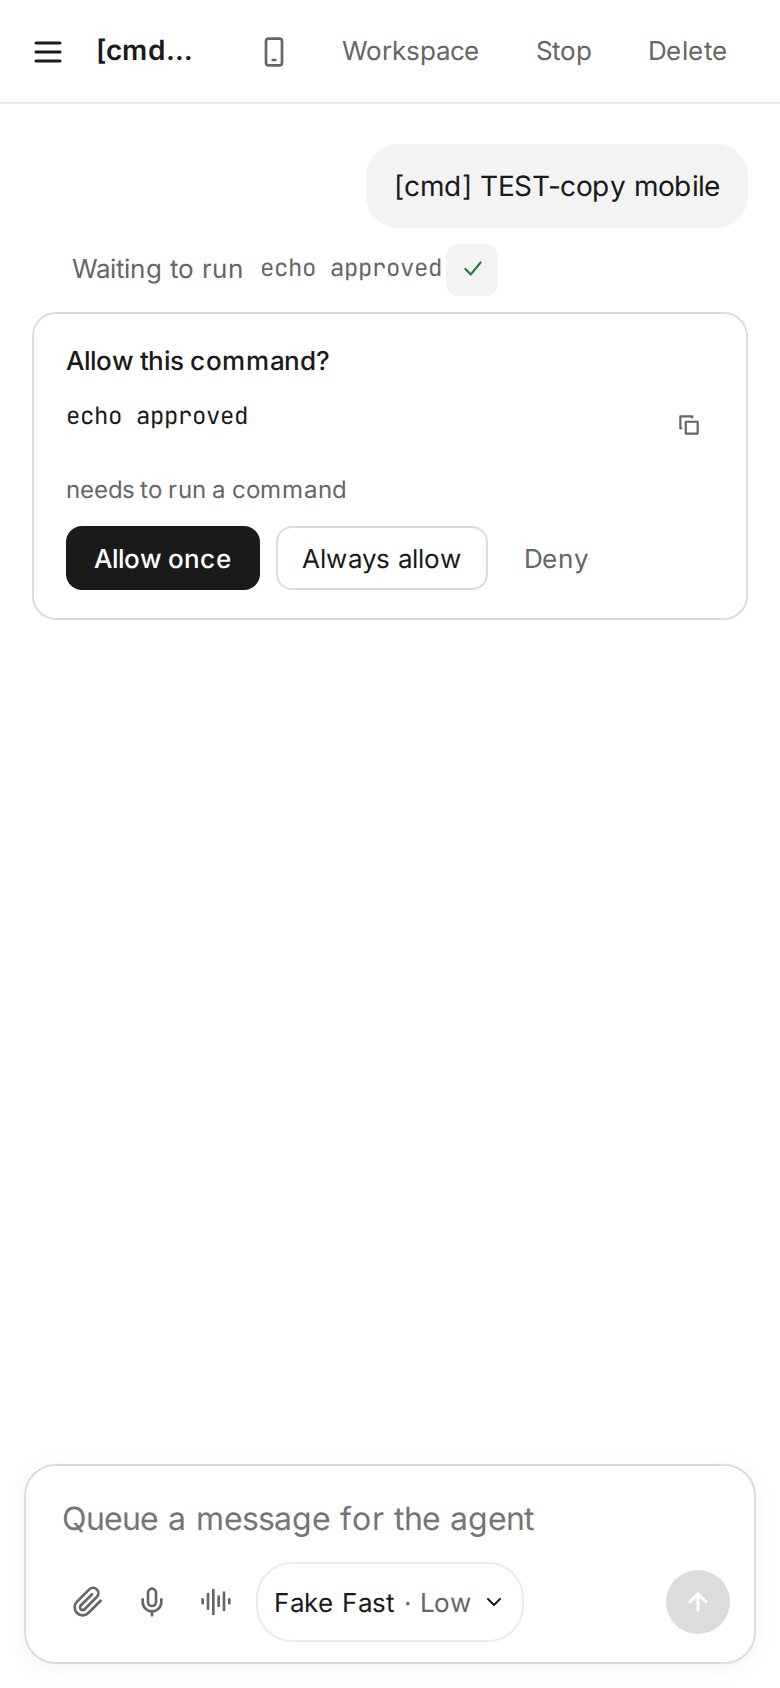 [cmd...
Workspace
Stop
Delete
[cmd] TEST-copy mobile
Waiting to run echo approved
Allow this command?
echo approved
needs to run a command
Allow once
Always allow
Deny
Queue a message for the agent
Fake Fast · Low